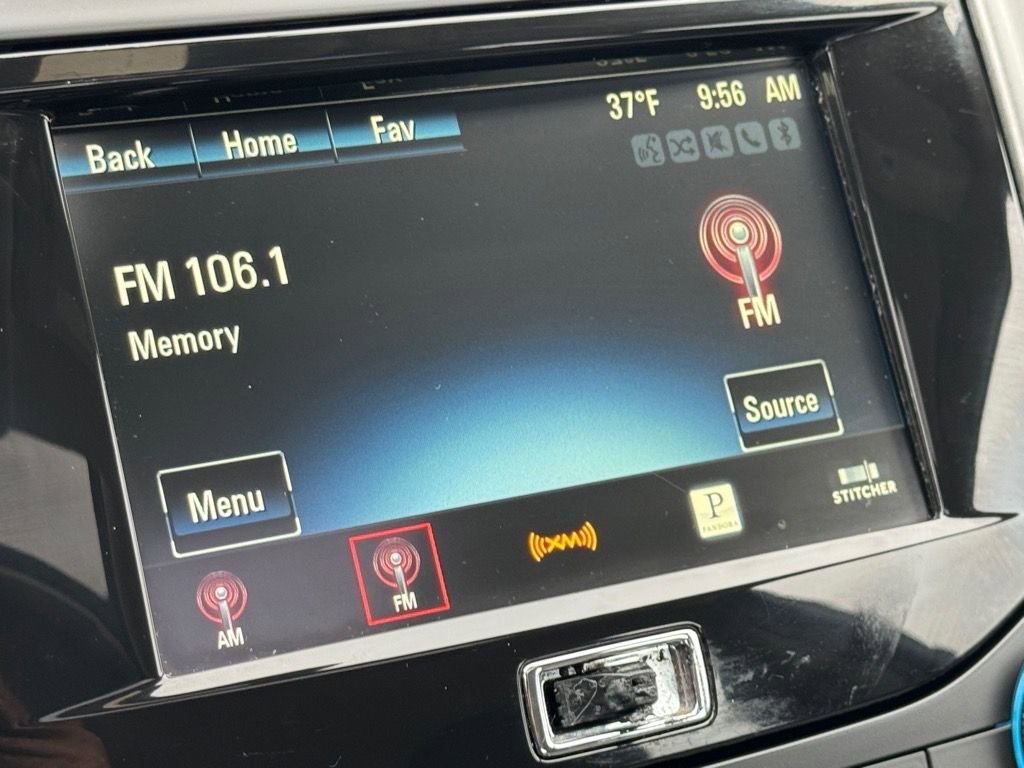 37°F 9:56 AM
Back Home Fav
FM 106.1
FM
Memory
Source
Menu
AM
FM
XM
P
PANDORA
STITCHER